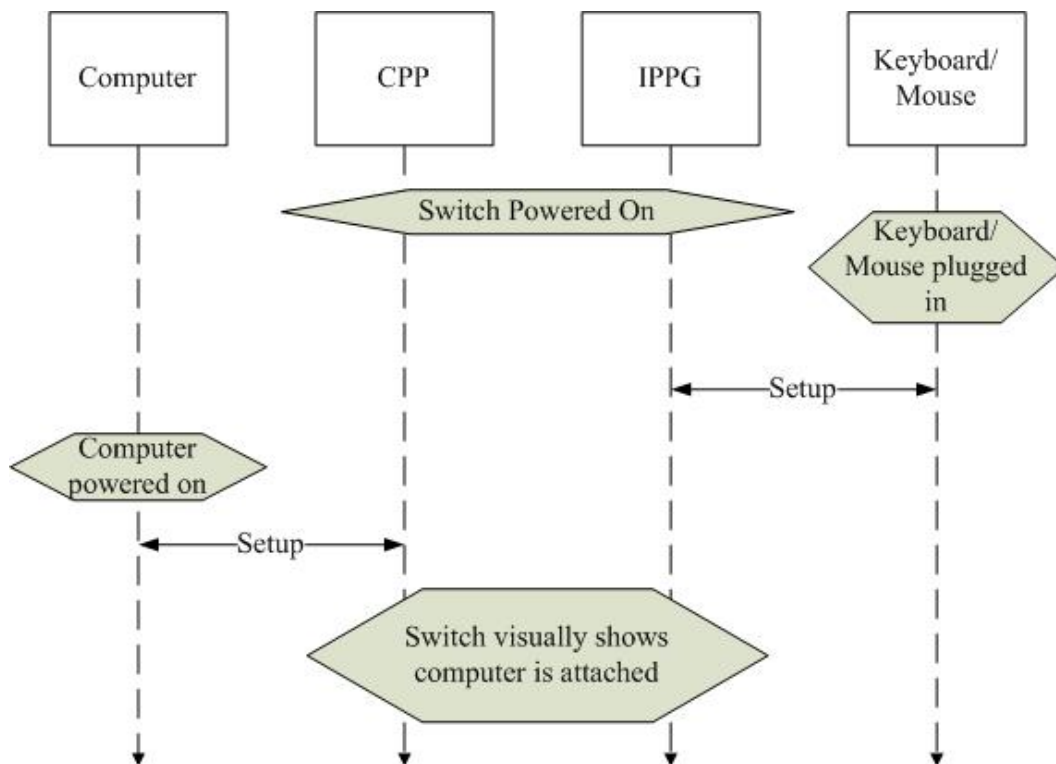 Computer
CPP
IPPG
Keyboard/
Mouse
Switch Powered On
Keyboard/
Mouse plugged
in
Setup
Computer
powered on
Setup
Switch visually shows
computer is attached